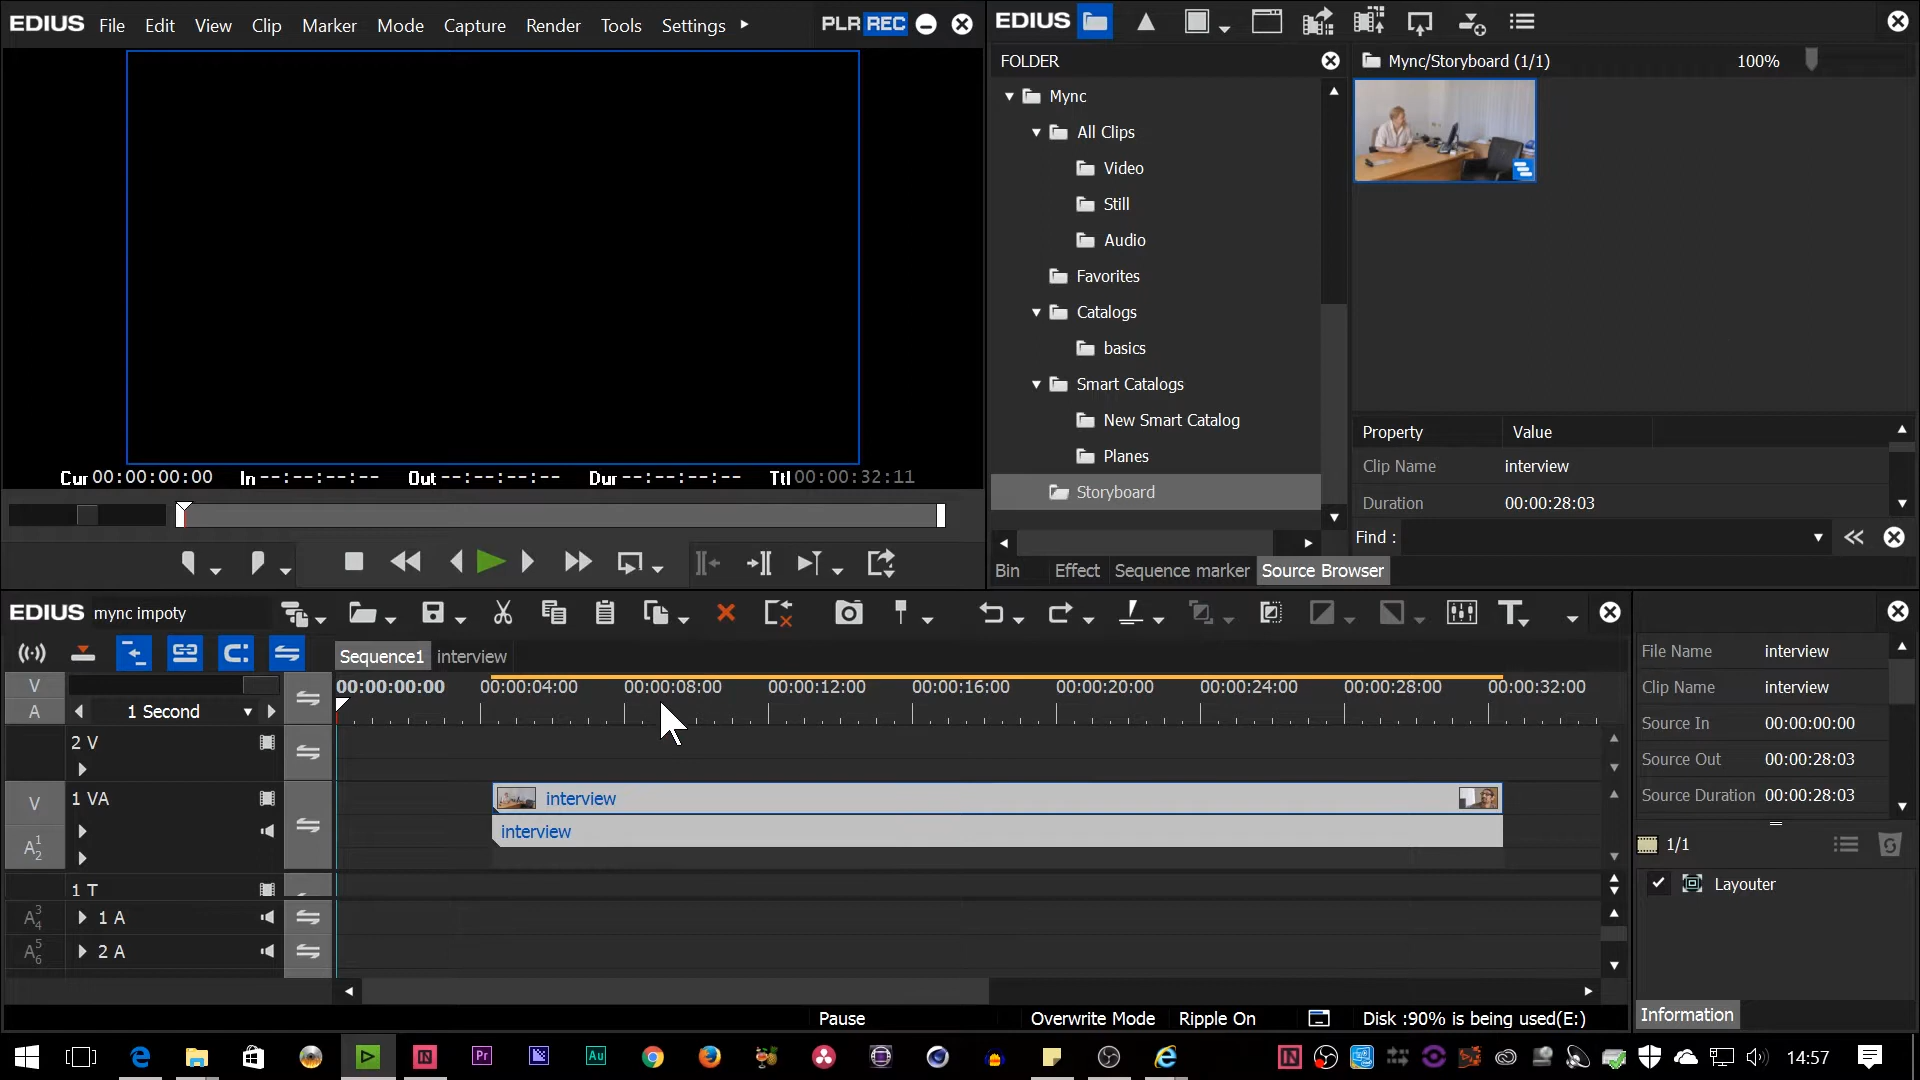 EDIUS File Edit View Clip Marker Mode Capture Render Tools Settings PLR REC
Cur 00:00:00:00 In --:--:--:-- Out --:--:--:-- Dur --:--:--:-- Ttl 00:00:32:11
EDIUS
FOLDER
Mync
All Clips
Video
Still
Audio
Favorites
Catalogs
basics
Smart Catalogs
New Smart Catalog
Planes
Storyboard
Bin Effect Sequence marker Source Browser
Mync/Storyboard (1/1) 100%
Property Value
Clip Name interview
Duration 00:00:28:03
Find :
EDIUS mync impoty
Sequence1 interview
V 00:00:00:00 00:00:04:00 00:00:08:00 00:00:12:00 00:00:16:00 00:00:20:00 00:00:24:00 00:00:28:00 00:00:32:00
A 1 Second
2 V
V 1 VA interview
A 1 2 interview
1 T
A 3 4 1 A
A 5 6 2 A
Pause Overwrite Mode Ripple On Disk :90% is being used(E:)
File Name interview
Clip Name interview
Source In 00:00:00:00
Source Out 00:00:28:03
Source Duration 00:00:28:03
1/1
Layouter
Information
Pr Au 14:57